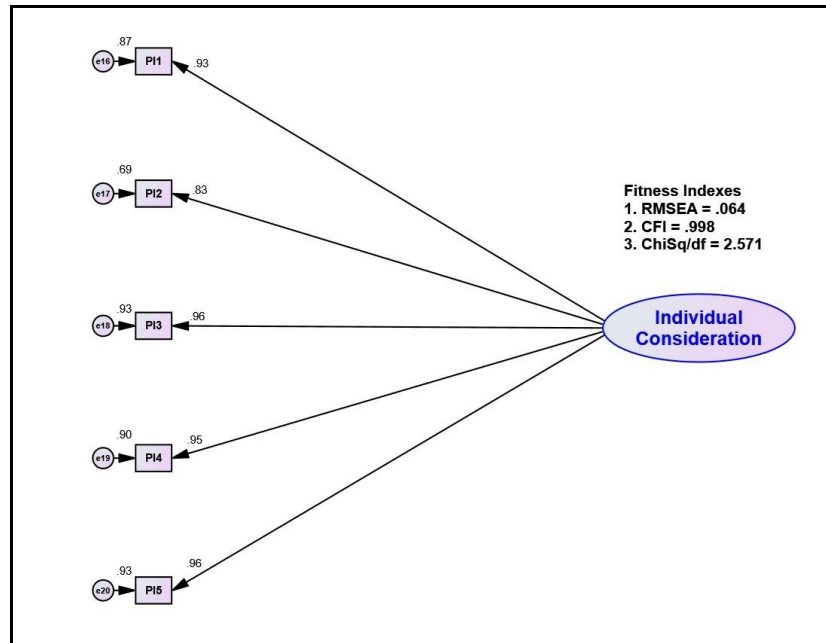 .87
e16
PI1
.93
.69
e17
PI2
.83
Fitness Indexes
1. RMSEA = .064
2. CFI = .998
3. ChiSq/df = 2.571
.93
e18
PI3
.96
Individual
Consideration
.90
e19
PI4
.95
.93
e20
PI5
.96